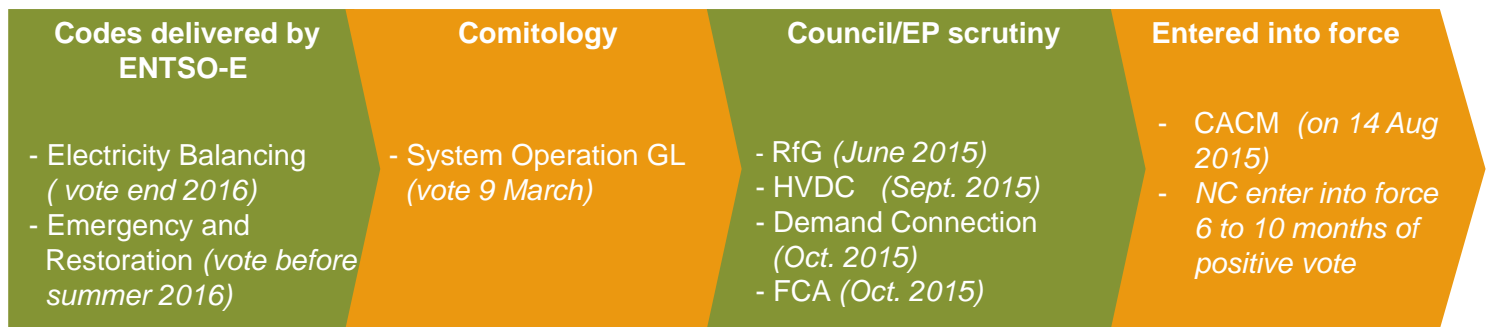 Codes delivered by
ENTSO-E
- Electricity Balancing
( vote end 2016)
- Emergency and
Restoration (vote before
summer 2016)
Comitology
- System Operation GL
(vote 9 March)
Council/EP scrutiny
- RfG (June 2015)
- HVDC (Sept. 2015)
- Demand Connection
(Oct. 2015)
- FCA (Oct. 2015)
Entered into force
- CACM (on 14 Aug
2015)
- NC enter into force
6 to 10 months of
positive vote